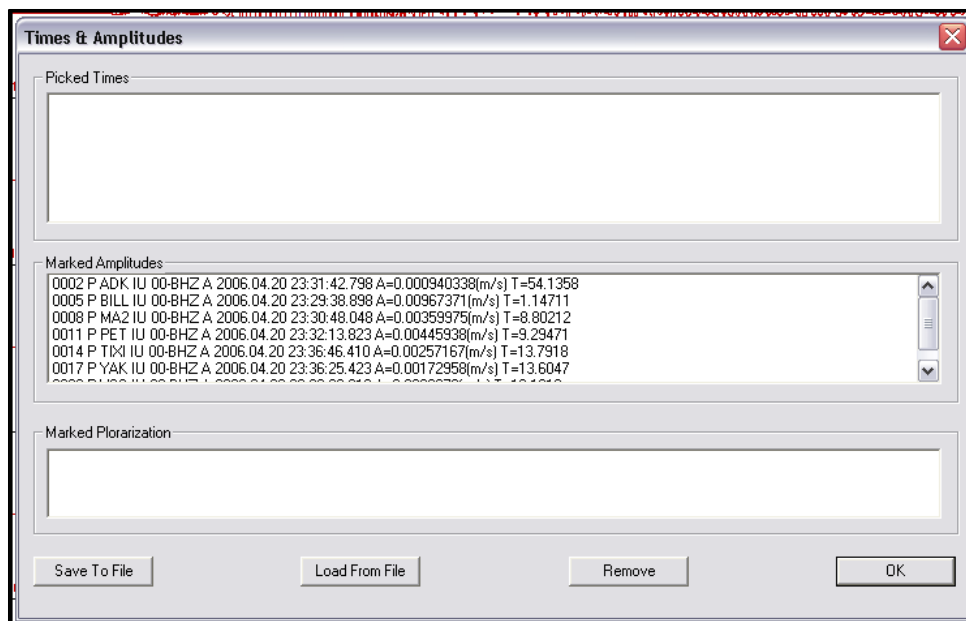 Times & Amplitudes
Picked Times
Marked Amplitudes
0002 P ADK IU 00-BHZ A 2006.04.20 23:31:42.798 A=0.000940338(m/s) T=54.1358
0005 P BILL IU 00-BHZ A 2006.04.20 23:29:38.898 A=0.00967371(m/s) T=1.14711
0008 P MA2 IU 00-BHZ A 2006.04.20 23:30:48.048 A=0.00359975(m/s) T=8.80212
0011 P PET IU 00-BHZ A 2006.04.20 23:32:13.823 A=0.00445938(m/s) T=9.29471
0014 P TIXI IU 00-BHZ A 2006.04.20 23:36:46.410 A=0.00257167(m/s) T=13.7918
0017 P YAK IU 00-BHZ A 2006.04.20 23:36:25.423 A=0.00172958(m/s) T=13.6047
Marked Plorarization
Save To File
Load From File
Remove
OK